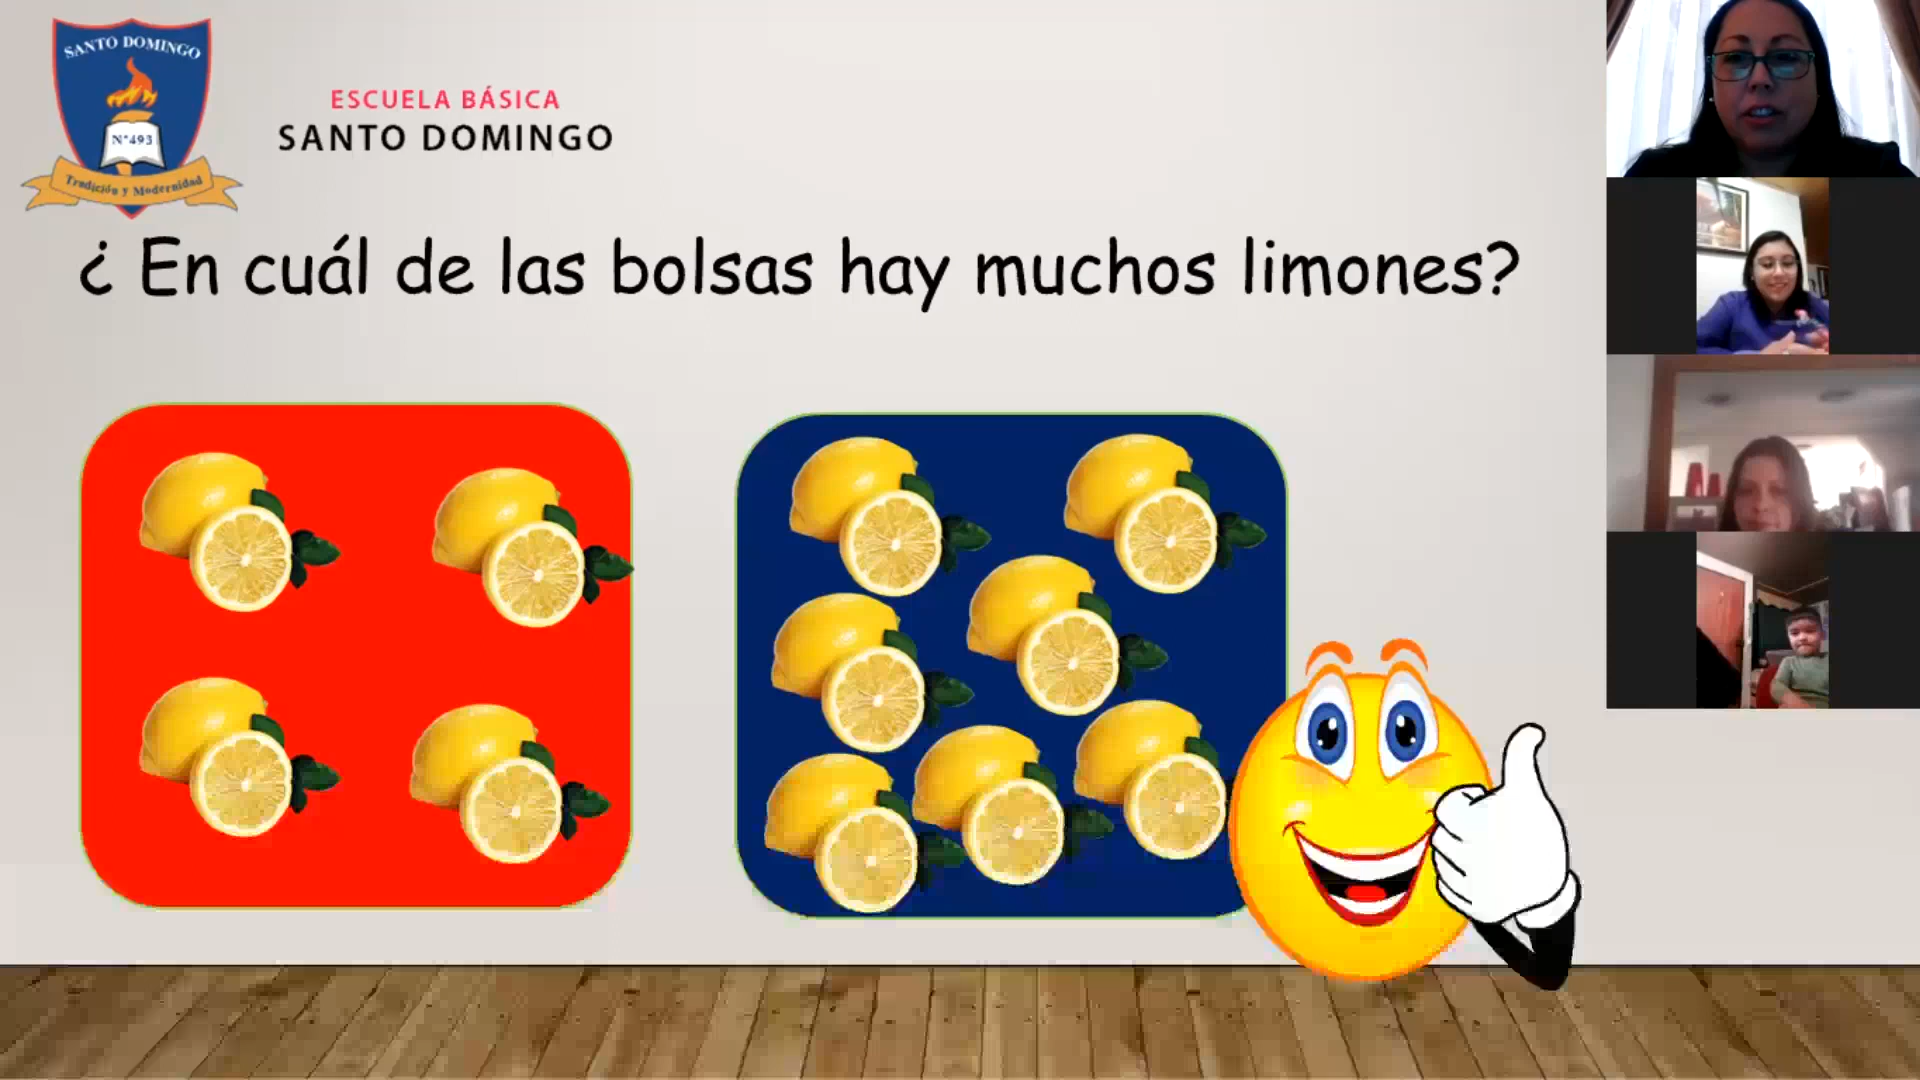 SANTO DOMINGO
N°493
Tradición y Modernidad
ESCUELA BÁSICA
SANTO DOMINGO
¿ En cuál de las bolsas hay muchos limones?